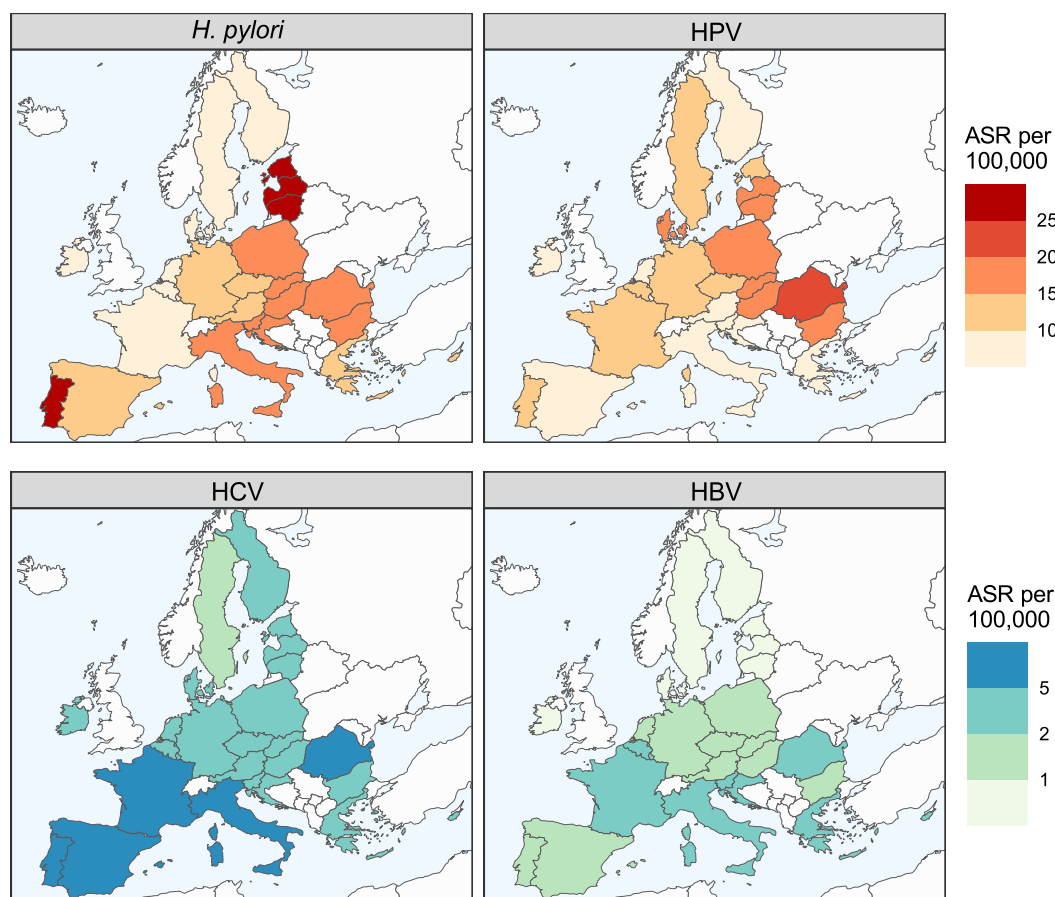 H. pylori
HPV
ASR per
100,000
25
20
15
10
HCV
HBV
ASR per
100,000
5
2
1